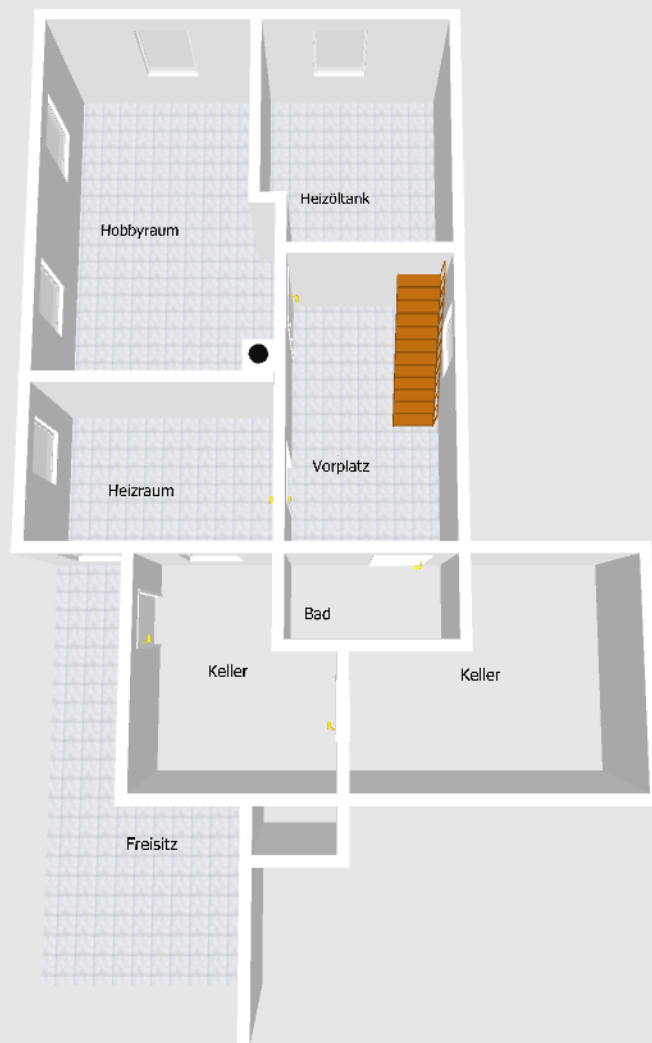 Heizöltank
Hobbyraum
Vorplatz
Heizraum
Bad
Keller
Keller
Freisitz